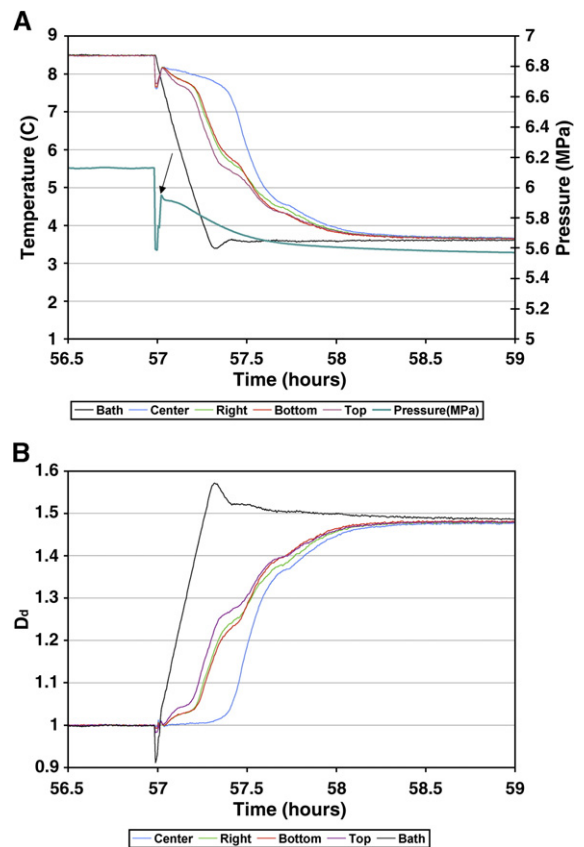 A
Temperature (C)
9
8
7
6
5
4
3
2
1
Pressure (MPa)
7
6.8
6.6
6.4
6.2
6
5.8
5.6
5.4
5.2
5
56.5 57 57.5 58 58.5 59
Time (hours)
Bath Center Right Bottom Top Pressure(MPa)
B
Dd
1.6
1.5
1.4
1.3
1.2
1.1
1
0.9
56.5 57 57.5 58 58.5 59
Time (hours)
Center Right Bottom Top Bath